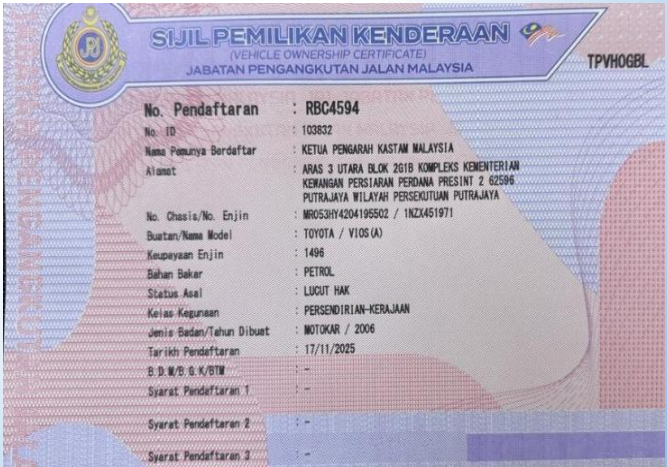 SIJIL PEMILIKAN KENDERAAN
(VEHICLE OWNERSHIP CERTIFICATE)
JABATAN PENGANGKUTAN JALAN MALAYSIA
TPVHOGBL
No. Pendaftaran : RBC4594
No. ID : 103832
Nama Pemunya Berdaftar : KETUA PENGARAH KASTAM MALAYSIA
Alamat : ARAS 3 UTARA BLOK 2G1B KOMPLEKS KEMENTERIAN
KEWANGAN PERSIARAN PERDANA PRESINT 2 62596
PUTRAJAYA WILAYAH PERSEKUTUAN PUTRAJAYA
No. Chasis/No. Enjin : MR053HY4204195502 / 1NZX451971
Buatan/Nama Model : TOYOTA / VIOS(A)
Keupayaan Enjin : 1496
Bahan Bakar : PETROL
Status Asal : LUCUT HAK
Kelas Kegunaan : PERSENDIRIAN-KERAJAAN
Jenis Badan/Tahun Dibuat : MOTOKAR / 2006
Tarikh Pendaftaran : 17/11/2025
B.D.M/B.G.K/BTM : -
Syarat Pendaftaran 1 : -
Syarat Pendaftaran 2 : -
Syarat Pendaftaran 3 : -